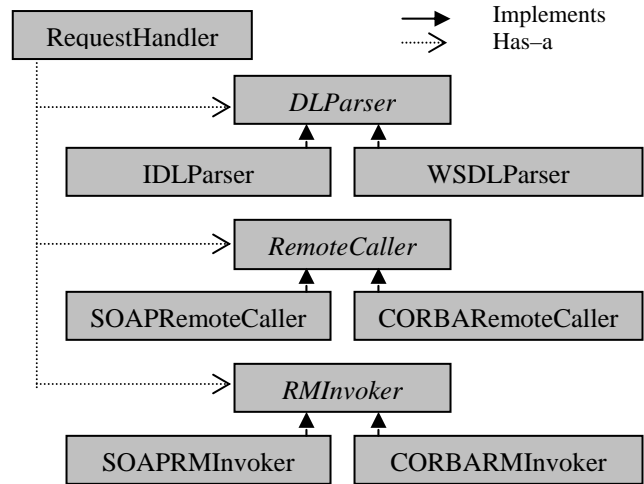 RequestHandler
Implements
Has–a
DLParser
IDLParser
WSDLParser
RemoteCaller
SOAPRemoteCaller
CORBARemoteCaller
RMInvoker
SOAPRMInvoker
CORBARMInvoker